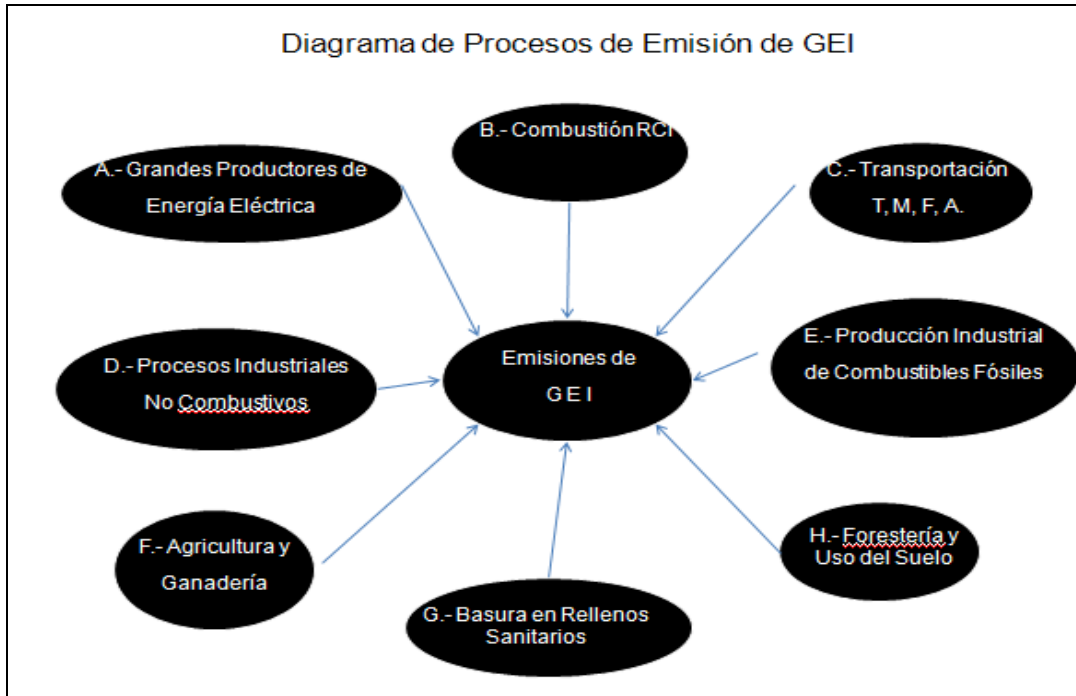 Diagrama de Procesos de Emisión de GEI
A.- Grandes Productores de
Energía Eléctrica
B.- Combustión RCI
C.- Transportación
T, M, F, A.
D.- Procesos Industriales
No Combustivos
Emisiones de
G E I
E.- Producción Industrial
de Combustibles Fósiles
F.- Agricultura y
Ganadería
G.- Basura en Rellenos
Sanitarios
H.- Forestería y
Uso del Suelo